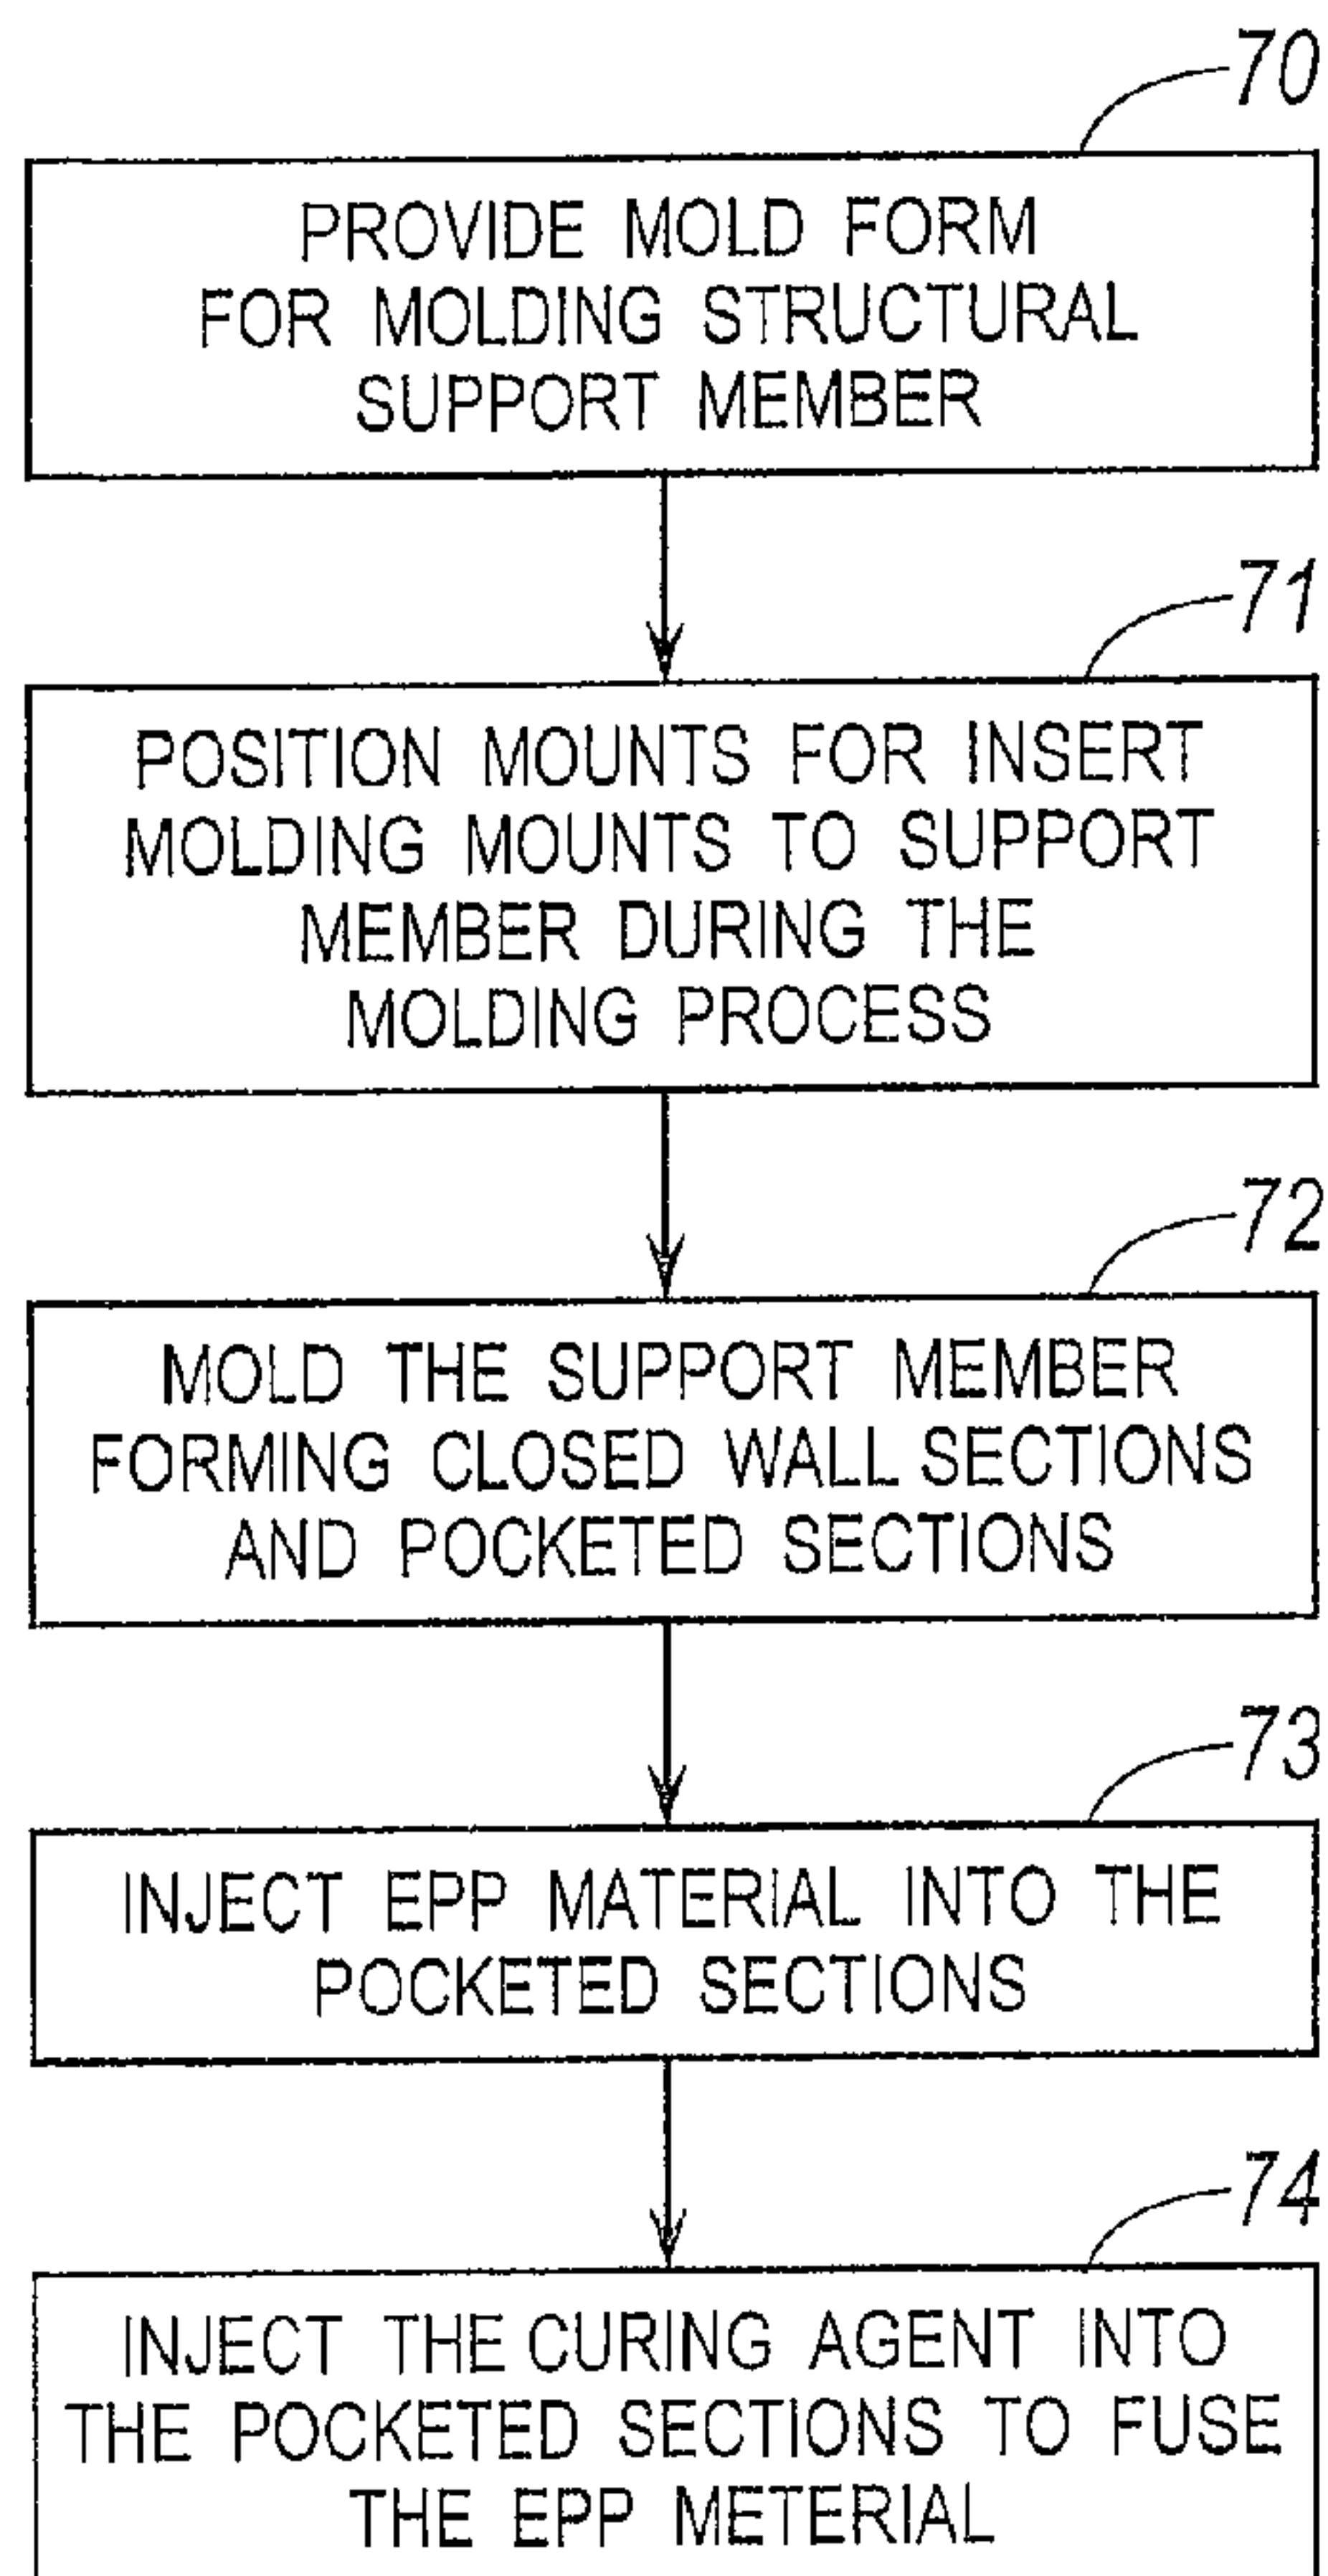 70
PROVIDE MOLD FORM
FOR MOLDING STRUCTURAL
SUPPORT MEMBER
71
POSITION MOUNTS FOR INSERT
MOLDING MOUNTS TO SUPPORT
MEMBER DURING THE
MOLDING PROCESS
72
MOLD THE SUPPORT MEMBER
FORMING CLOSED WALL SECTIONS
AND POCKETED SECTIONS
73
INJECT EPP MATERIAL INTO THE
POCKETED SECTIONS
74
INJECT THE CURING AGENT INTO
THE POCKETED SECTIONS TO FUSE
THE EPP METERIAL